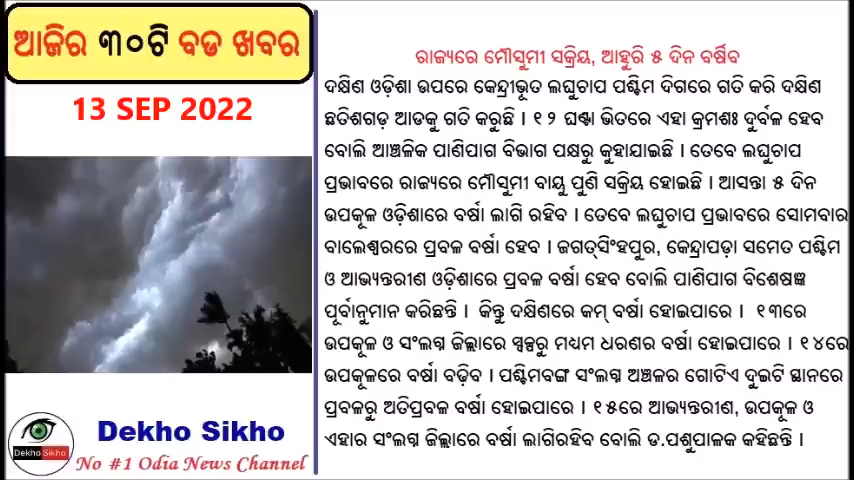 ଆଜିର ୩୦ଟି ବଡ ଖବର
13 SEP 2022
ରାଜ୍ୟରେ ମୌସୁମୀ ସକ୍ରିୟ, ଆହୁରି ୫ ଦିନ ବର୍ଷିବ
ଦକ୍ଷିଣ ଓଡ଼ିଶା ଉପରେ କେନ୍ଦ୍ରୀଭୂତ ଲଘୁଚାପ ପଶ୍ଚିମ ଦିଗରେ ଗତି କରି ଦକ୍ଷିଣ
ଛତିଶଗଡ଼ ଆଡକୁ ଗତି କରୁଛି । ୧୨ ଘଣ୍ଟା ଭିତରେ ଏହା କ୍ରମଶଃ ଦୁର୍ବଳ ହେବ
ବୋଲି ଆଞ୍ଚଳିକ ପାଣିପାଗ ବିଭାଗ ପକ୍ଷରୁ କୁହାଯାଇଛି । ତେବେ ଲଘୁଚାପ
ପ୍ରଭାବରେ ରାଜ୍ୟରେ ମୌସୁମୀ ବାୟୁ ପୁଣି ସକ୍ରିୟ ହୋଇଛି । ଆସନ୍ତା ୫ ଦିନ
ଉପକୂଳ ଓଡ଼ିଶାରେ ବର୍ଷା ଲାଗି ରହିବ । ତେବେ ଲଘୁଚାପ ପ୍ରଭାବରେ ସୋମବାର
ବାଲେଶ୍ୱରରେ ପ୍ରବଳ ବର୍ଷା ହେବ । ଜଗତ୍‌ସିଂହପୁର, କେନ୍ଦ୍ରାପଡ଼ା ସମେତ ପଶ୍ଚିମ
ଓ ଆଭ୍ୟନ୍ତରୀଣ ଓଡ଼ିଶାରେ ପ୍ରବଳ ବର୍ଷା ହେବ ବୋଲି ପାଣିପାଗ ବିଶେଷଜ୍ଞ
ପୂର୍ବାନୁମାନ କରିଛନ୍ତି । କିନ୍ତୁ ଦକ୍ଷିଣରେ କମ୍ ବର୍ଷା ହୋଇପାରେ । ୧୩ରେ
ଉପକୂଳ ଓ ସଂଲଗ୍ନ ଜିଲ୍ଲାରେ ସ୍ୱଳ୍ପରୁ ମଧ୍ୟମ ଧରଣର ବର୍ଷା ହୋଇପାରେ । ୧୪ରେ
ଉପକୂଳରେ ବର୍ଷା ବଢ଼ିବ । ପଶ୍ଚିମବଙ୍ଗ ସଂଲଗ୍ନ ଅଞ୍ଚଳର ଗୋଟିଏ ଦୁଇଟି ସ୍ଥାନରେ
ପ୍ରବଳରୁ ଅତିପ୍ରବଳ ବର୍ଷା ହୋଇପାରେ । ୧୫ରେ ଆଭ୍ୟନ୍ତରୀଣ, ଉପକୂଳ ଓ
ଏହାର ସଂଲଗ୍ନ ଜିଲ୍ଲାରେ ବର୍ଷା ଲାଗିରହିବ ବୋଲି ଡ.ପଶୁପାଳକ କହିଛନ୍ତି ।
Dekho Sikho
Dekho Sikho
No #1 Odia News Channel